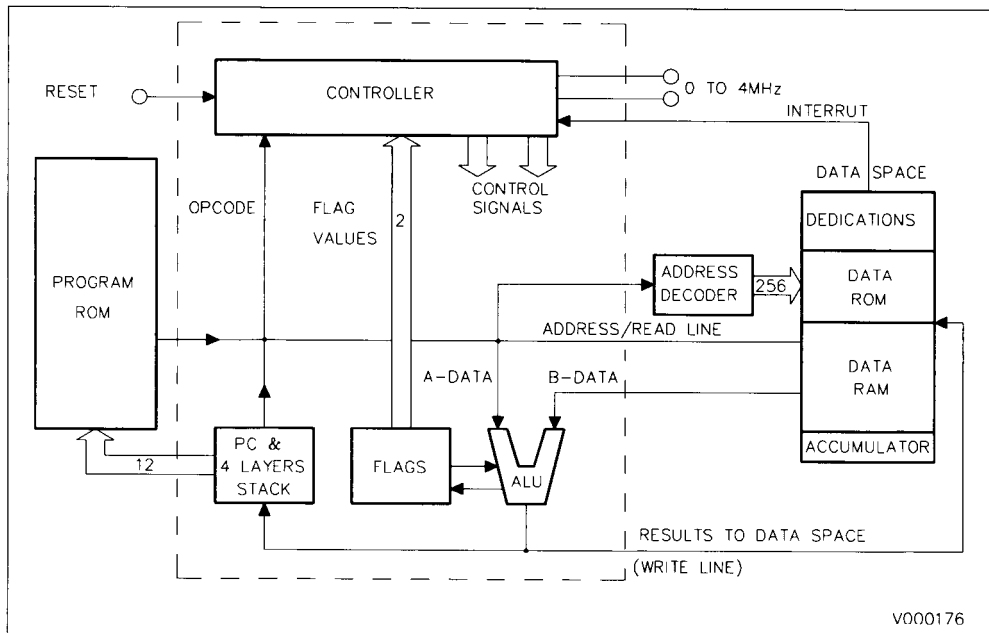 RESET
CONTROLLER
0 TO 4MHz
INTERRUT
DATA SPACE
OPCODE
FLAG
VALUES
2
CONTROL
SIGNALS
DEDICATIONS
PROGRAM
ROM
ADDRESS
DECODER
256
DATA
ROM
ADDRESS/READ LINE
A-DATA
B-DATA
DATA
RAM
ACCUMULATOR
12
PC &
4 LAYERS
STACK
FLAGS
ALU
RESULTS TO DATA SPACE
(WRITE LINE)
V000176